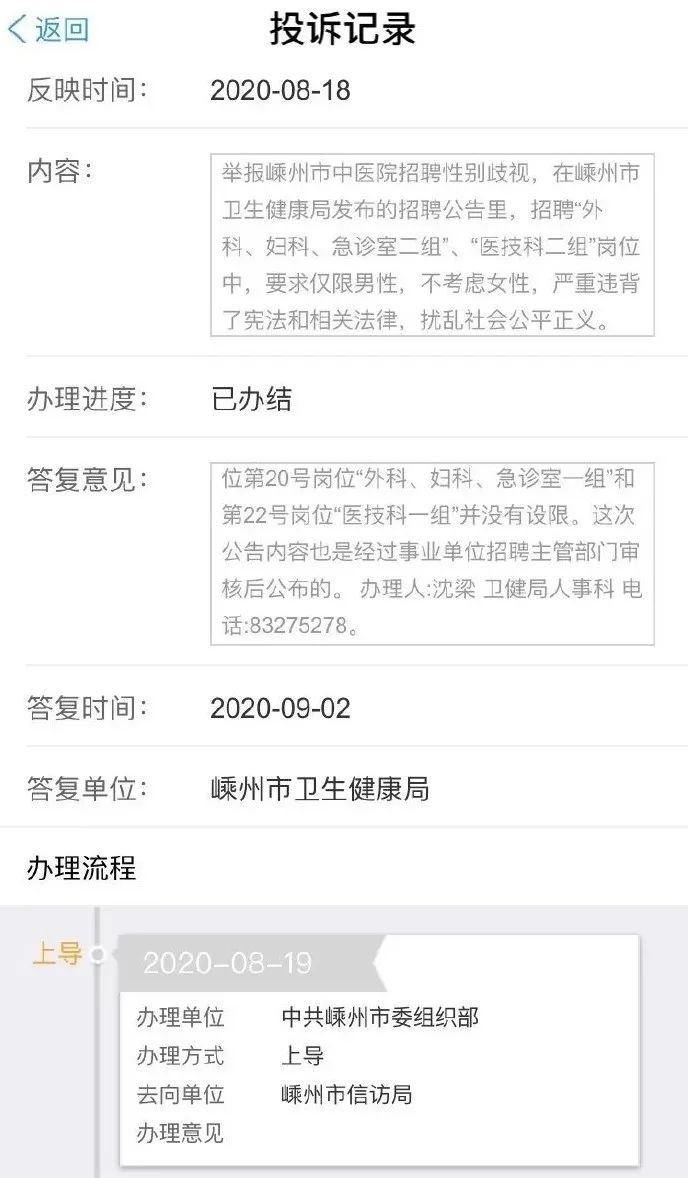 返回
投诉记录
反映时间：
2020-08-18
内容：
举报嵊州市中医院招聘性别歧视，在嵊州市
卫生健康局发布的招聘公告里，招聘“外
科、妇科、急诊室二组”、“医技科二组”岗位
中，要求仅限男性，不考虑女性，严重违背
了宪法和相关法律，扰乱社会公平正义。
办理进度：
已办结
答复意见：
位第20号岗位“外科、妇科、急诊室一组”和
第22号岗位“医技科一组”并没有设限。这次
公告内容也是经过事业单位招聘主管部门审
核后公布的。 办理人:沈梁 卫健局人事科 电
话:83275278。
答复时间：
2020-09-02
答复单位：
嵊州市卫生健康局
办理流程
上导
2020-08-19
办理单位
中共嵊州市委组织部
办理方式
上导
去向单位
嵊州市信访局
办理意见